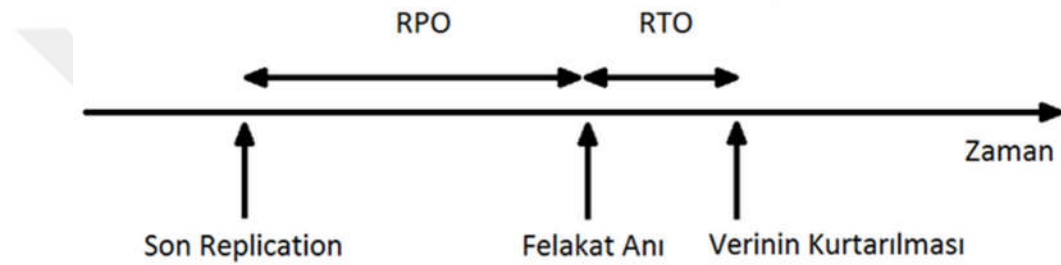 RPO RTO
Zaman
Son Replication Felakat Anı Verinin Kurtarılması